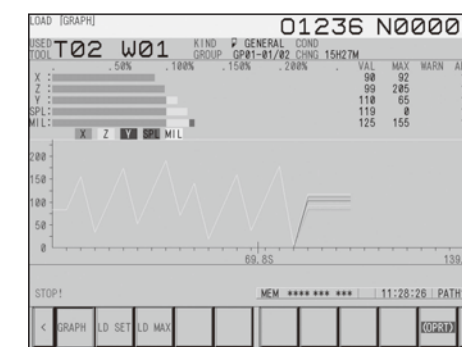 LOAD [GRAPH]
O1236 N0000
USED TOOL T02 W01 KIND GENERAL COND
GROUP GP01-01/02 CHNG 15H27M
. 50% . 100% . 150% . 200% . VAL MAX WARN
X : 90 92
Z : 99 205
Y : 110 65
SPL: 119 0
MIL: 125 155
X Z Y SPL MIL
200
150
100
50
0
69.8S 139.
STOP! MEM **** *** *** 11:28:26 PATH
< GRAPH LD SET LD MAX (OPRT)